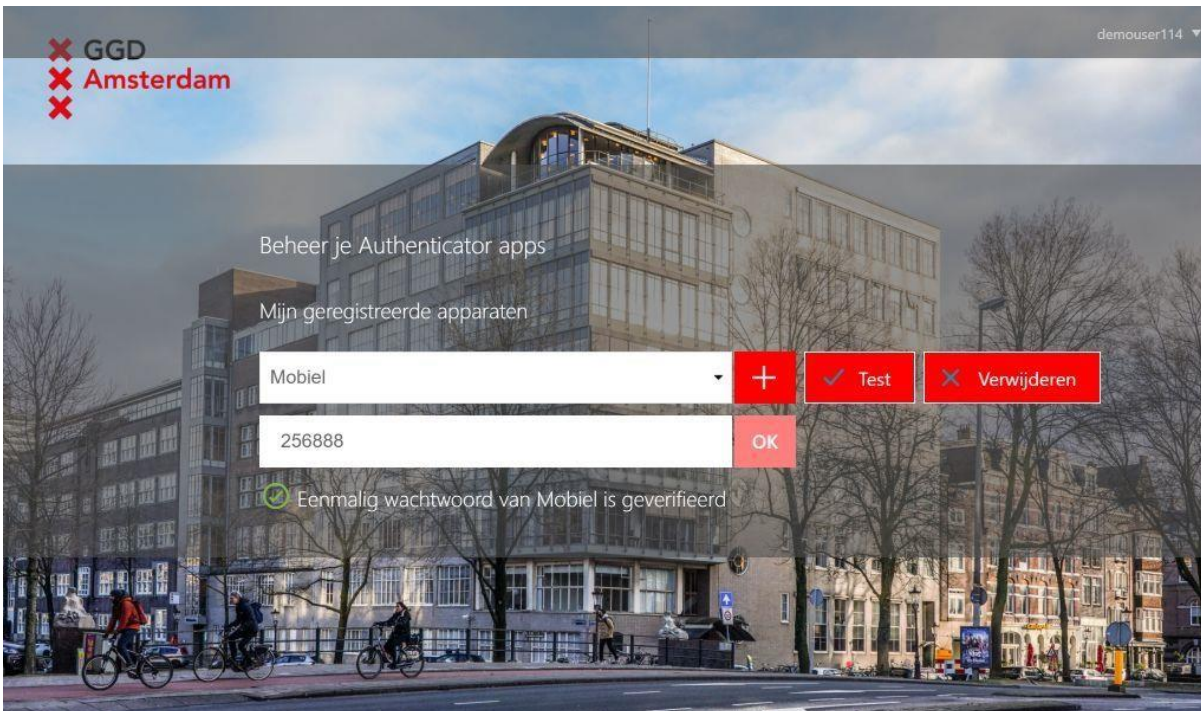 demouser114
GGD
Amsterdam
Beheer je Authenticator apps
Mijn geregistreerde apparaten
Mobiel
Test
Verwijderen
256888
OK
Eenmalig wachtwoord van Mobiel is geverifieerd